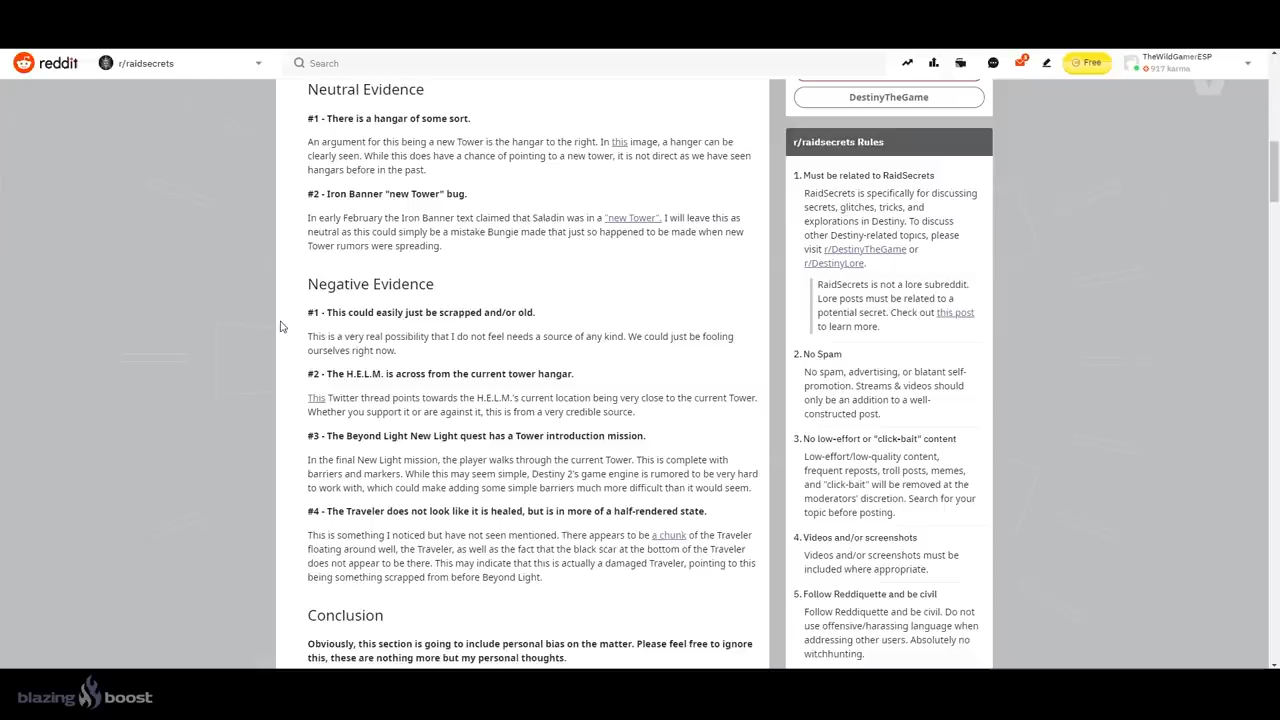 reddit
r/raidsecrets
Search
Free
TheWildGamerESP
917 karma
Neutral Evidence
#1 - There is a hangar of some sort.
An argument for this being a new Tower is the hangar to the right. In this image, a hanger can be
clearly seen. While this does have a chance of pointing to a new tower, it is not direct as we have seen
hangars before in the past.
#2 - Iron Banner "new Tower" bug.
In early February the Iron Banner text claimed that Saladin was in a "new Tower". I will leave this as
neutral as this could simply be a mistake Bungie made that just so happened to be made when new
Tower rumors were spreading.
Negative Evidence
#1 - This could easily just be scrapped and/or old.
This is a very real possibility that I do not feel needs a source of any kind. We could just be fooling
ourselves right now.
#2 - The H.E.L.M. is across from the current tower hangar.
This Twitter thread points towards the H.E.L.M.'s current location being very close to the current Tower.
Whether you support it or are against it, this is from a very credible source.
#3 - The Beyond Light New Light quest has a Tower introduction mission.
In the final New Light mission, the player walks through the current Tower. This is complete with
barriers and markers. While this may seem simple, Destiny 2's game engine is rumored to be very hard
to work with, which could make adding some simple barriers much more difficult than it would seem.
#4 - The Traveler does not look like it is healed, but is in more of a half-rendered state.
This is something I noticed but have not seen mentioned. There appears to be a chunk of the Traveler
floating around well, the Traveler, as well as the fact that the black scar at the bottom of the Traveler
does not appear to be there. This may indicate that this is actually a damaged Traveler, pointing to this
being something scrapped from before Beyond Light.
Conclusion
Obviously, this section is going to include personal bias on the matter. Please feel free to ignore
this, these are nothing more but my personal thoughts.
DestinyTheGame
r/raidsecrets Rules
1. Must be related to RaidSecrets
RaidSecrets is specifically for discussing
secrets, glitches, tricks, and
explorations in Destiny. To discuss
other Destiny-related topics, please
visit r/DestinyTheGame or
r/DestinyLore.
RaidSecrets is not a lore subreddit.
Lore posts must be related to a
potential secret. Check out this post
to learn more.
2. No Spam
No spam, advertising, or blatant self-
promotion. Streams & videos should
only be an addition to a well-
constructed post.
3. No low-effort or "click-bait" content
Low-effort/low-quality content,
frequent reposts, troll posts, memes,
and "click-bait" will be removed at the
moderators' discretion. Search for your
topic before posting.
4. Videos and/or screenshots
Videos and/or screenshots must be
included where appropriate.
5. Follow Reddiquette and be civil
Follow Reddiquette and be civil. Do not
use offensive/harassing language when
addressing other users. Absolutely no
witchhunting.
blazing boost